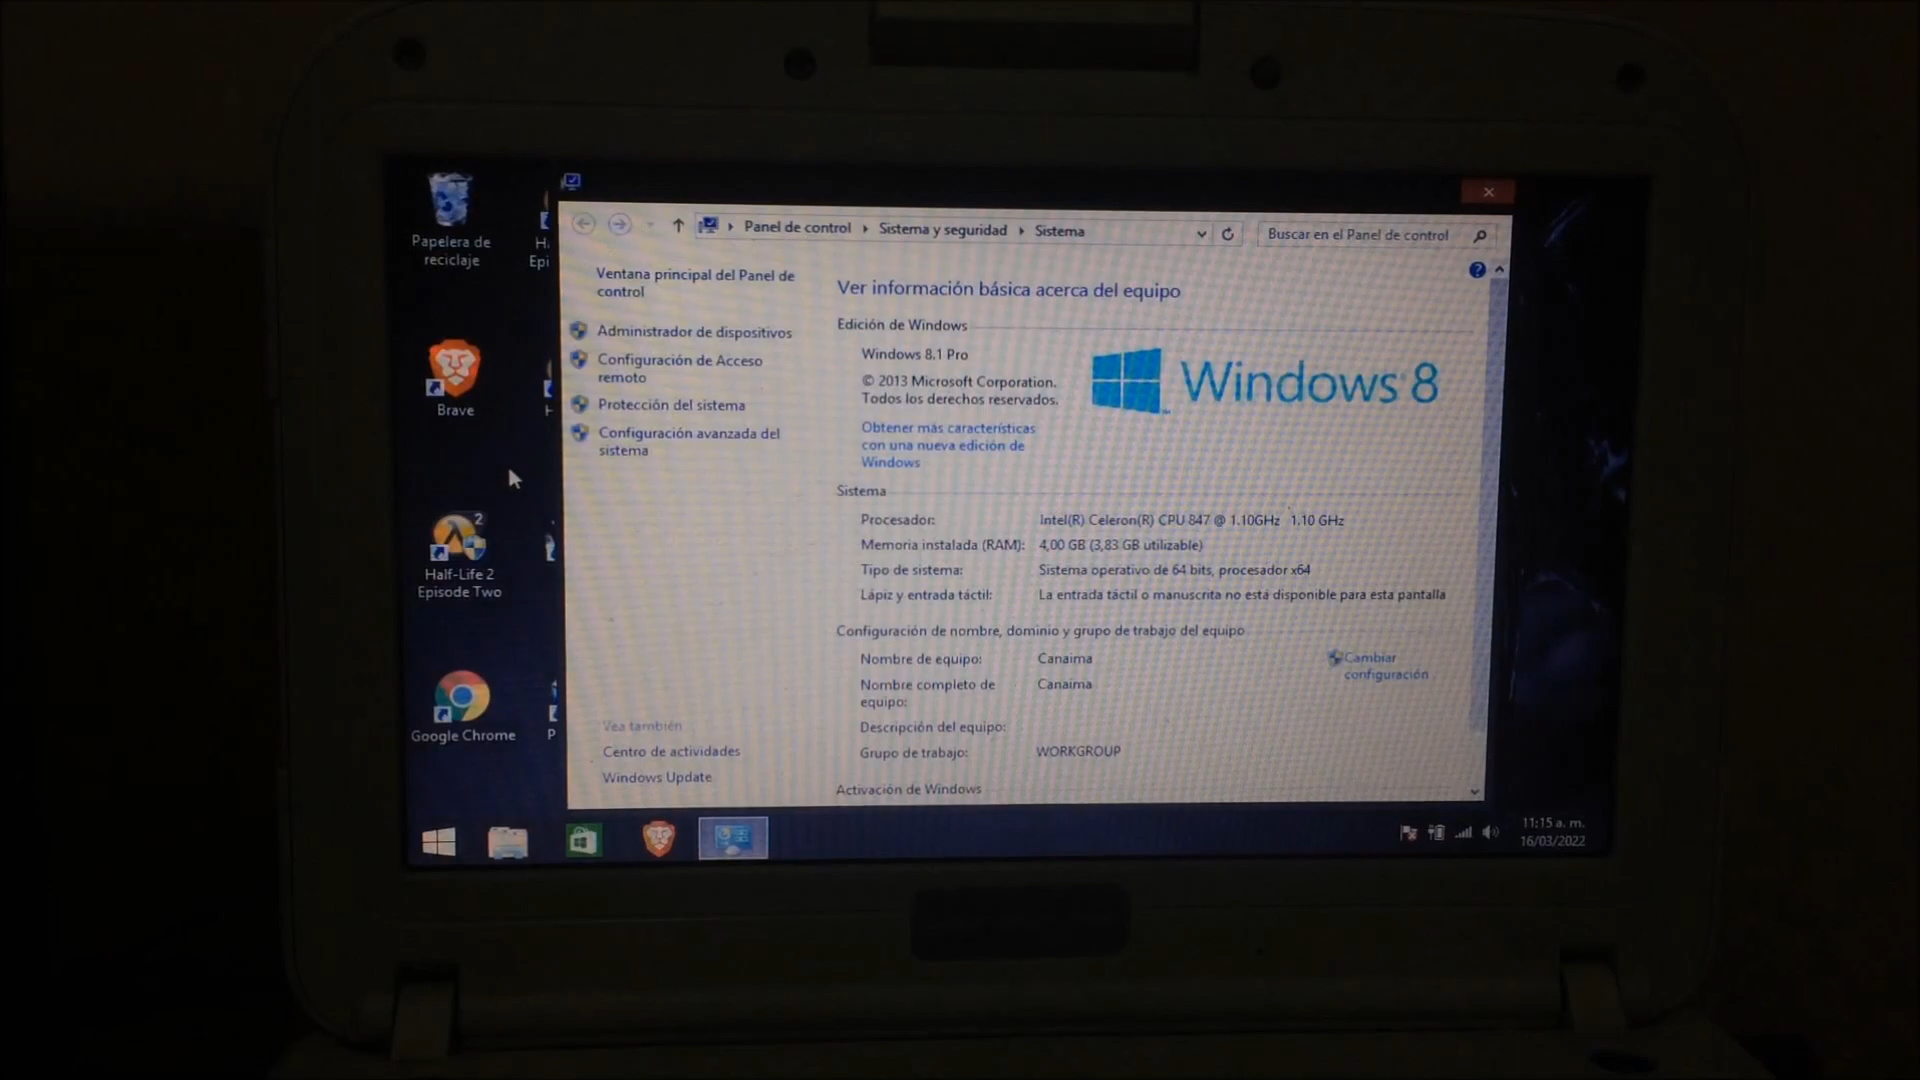 Papelera de
reciclaje
Brave
2
Half-Life 2
Episode Two
Google Chrome
Epi
P
Panel de control
Sistema y seguridad
Sistema
Buscar en el Panel de control
?
Ventana principal del Panel de
control
Administrador de dispositivos
Configuración de Acceso
remoto
Protección del sistema
Configuración avanzada del
sistema
Vea también
Centro de actividades
Windows Update
Ver información básica acerca del equipo
Edición de Windows
Windows 8.1 Pro
© 2013 Microsoft Corporation.
Todos los derechos reservados.
Obtener más características
con una nueva edición de
Windows
Windows 8
Sistema
Procesador: Intel(R) Celeron(R) CPU 847 @ 1.10GHz 1.10 GHz
Memoria instalada (RAM): 4,00 GB (3,83 GB utilizable)
Tipo de sistema: Sistema operativo de 64 bits, procesador x64
Lápiz y entrada táctil: La entrada táctil o manuscrita no está disponible para esta pantalla
Configuración de nombre, dominio y grupo de trabajo del equipo
Nombre de equipo: Canaima
Cambiar
configuración
Nombre completo de Canaima
equipo:
Descripción del equipo:
Grupo de trabajo: WORKGROUP
Activación de Windows
11:15 a. m.
16/03/2022